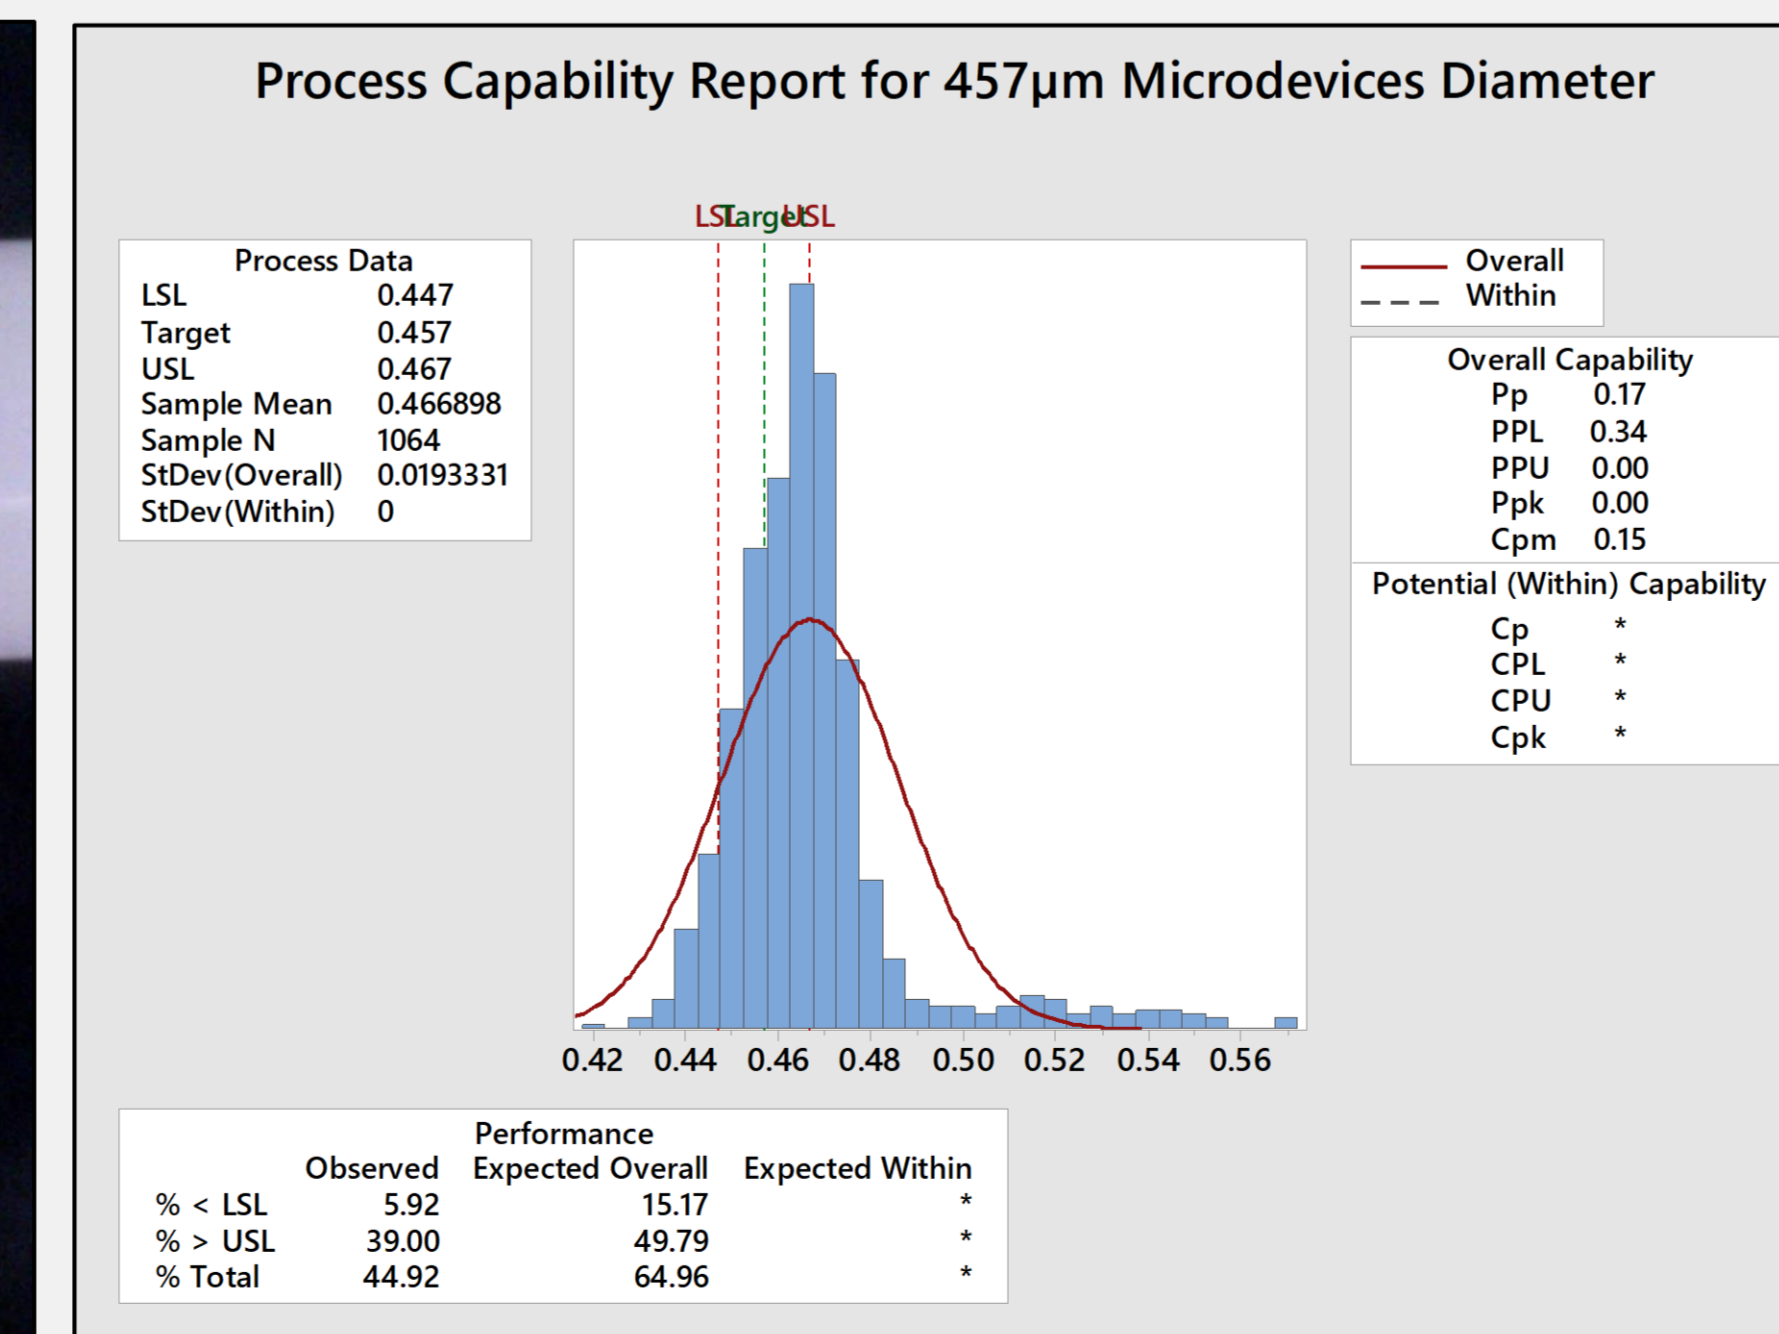 Process Capability Report for 457µm Microdevices Diameter
LSL Target USL
Process Data
LSL 0.447
Target 0.457
USL 0.467
Sample Mean 0.466898
Sample N 1064
StDev(Overall) 0.0193331
StDev(Within) 0
Overall
Within
Overall Capability
Pp 0.17
PPL 0.34
PPU 0.00
Ppk 0.00
Cpm 0.15
Potential (Within) Capability
Cp *
CPL *
CPU *
Cpk *
0.42 0.44 0.46 0.48 0.50 0.52 0.54 0.56
Performance
Observed Expected Overall Expected Within
% < LSL 5.92 15.17 *
% > USL 39.00 49.79 *
% Total 44.92 64.96 *